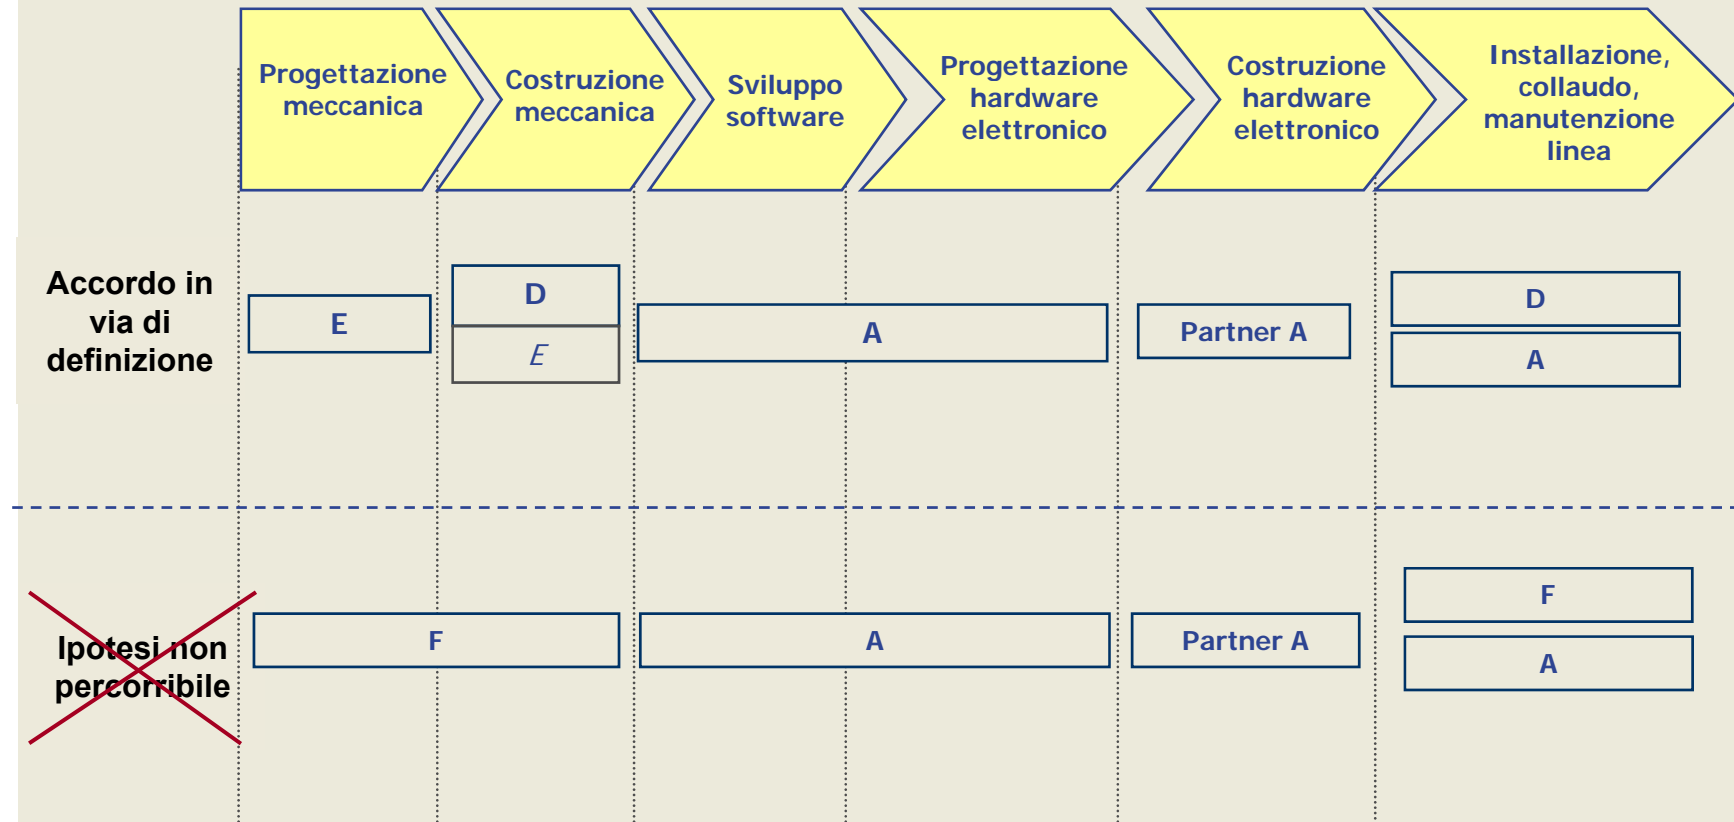 Progettazione
meccanica
Costruzione
meccanica
Sviluppo
software
Progettazione
hardware
elettronico
Costruzione
hardware
elettronico
Installazione,
collaudo,
manutenzione
linea
Accordo in
via di
definizione
E
D
E
A
Partner A
D
A
Ipotesi non
percorribile
F
A
Partner A
F
A